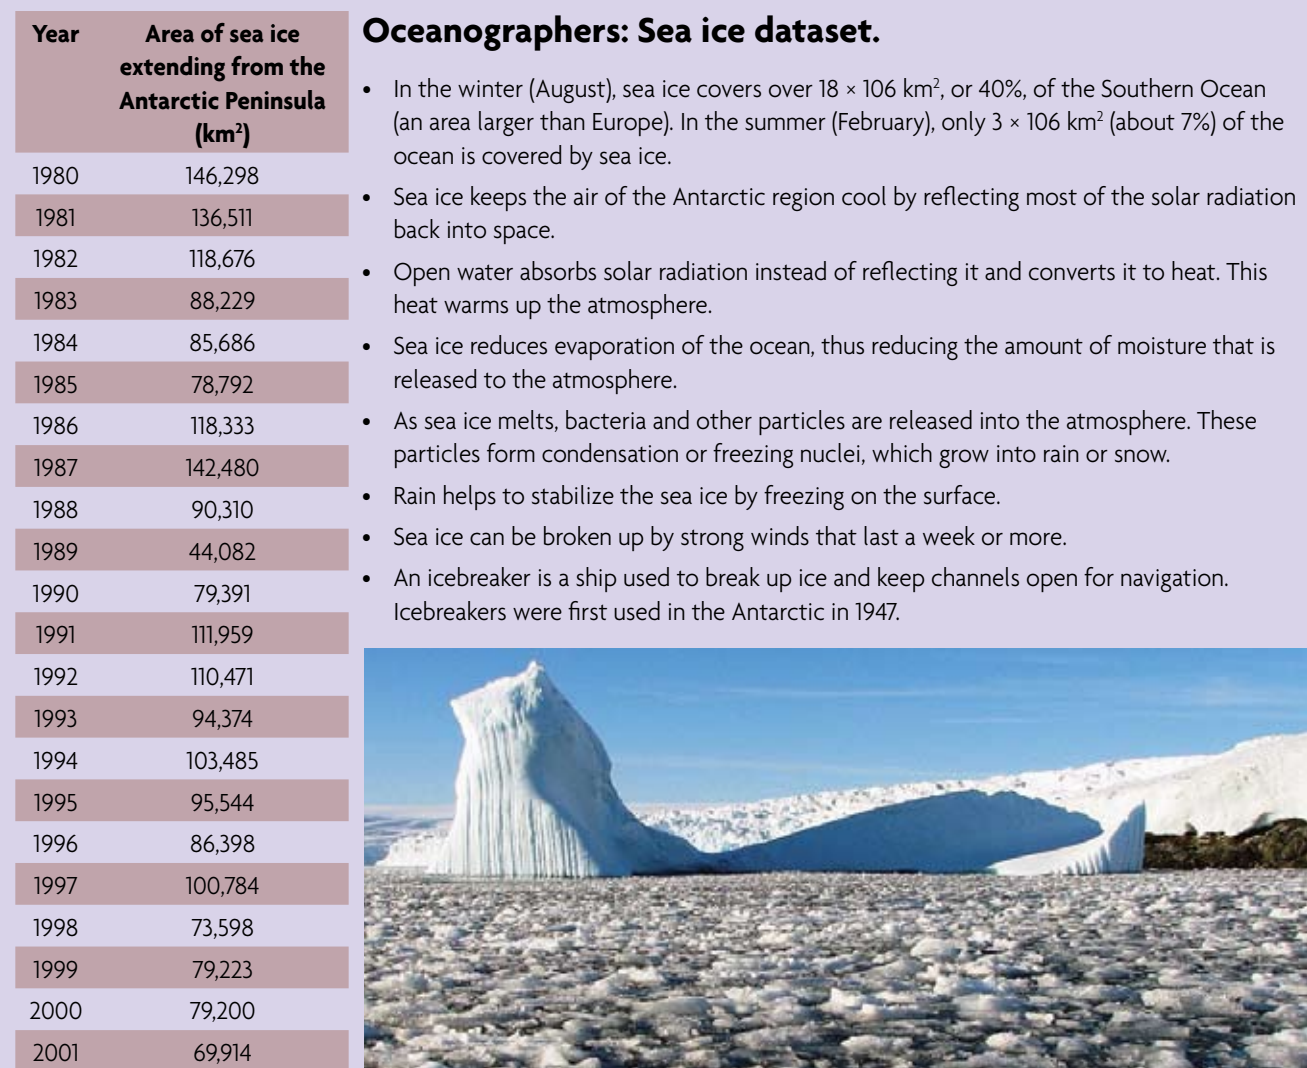 Year Area of sea ice
extending from the
Antarctic Peninsula
(km²)
1980 146,298
1981 136,511
1982 118,676
1983 88,229
1984 85,686
1985 78,792
1986 118,333
1987 142,480
1988 90,310
1989 44,082
1990 79,391
1991 111,959
1992 110,471
1993 94,374
1994 103,485
1995 95,544
1996 86,398
1997 100,784
1998 73,598
1999 79,223
2000 79,200
2001 69,914
Oceanographers: Sea ice dataset.
• In the winter (August), sea ice covers over 18 × 106 km², or 40%, of the Southern Ocean
(an area larger than Europe). In the summer (February), only 3 × 106 km² (about 7%) of the
ocean is covered by sea ice.
• Sea ice keeps the air of the Antarctic region cool by reflecting most of the solar radiation
back into space.
• Open water absorbs solar radiation instead of reflecting it and converts it to heat. This
heat warms up the atmosphere.
• Sea ice reduces evaporation of the ocean, thus reducing the amount of moisture that is
released to the atmosphere.
• As sea ice melts, bacteria and other particles are released into the atmosphere. These
particles form condensation or freezing nuclei, which grow into rain or snow.
• Rain helps to stabilize the sea ice by freezing on the surface.
• Sea ice can be broken up by strong winds that last a week or more.
• An icebreaker is a ship used to break up ice and keep channels open for navigation.
Icebreakers were first used in the Antarctic in 1947.